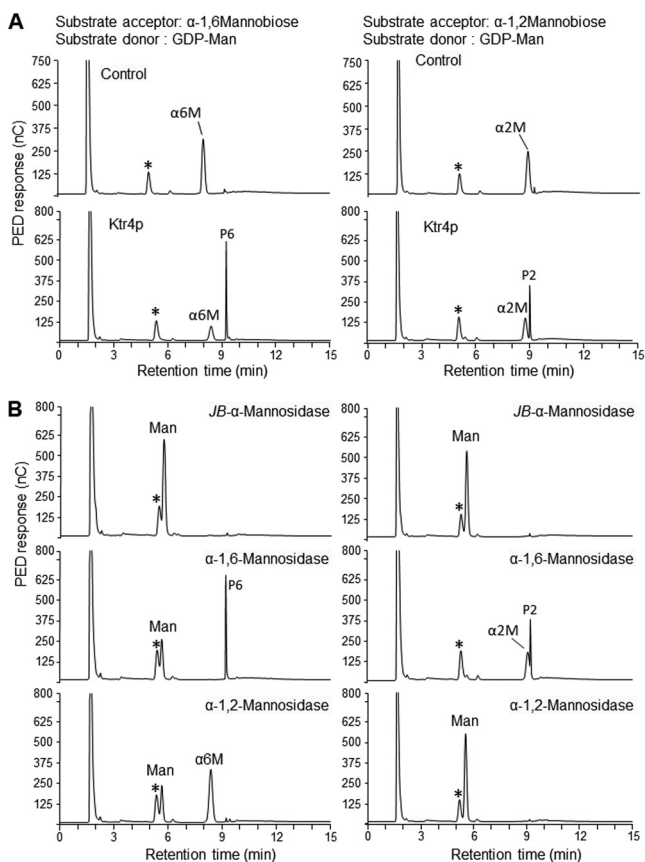 A
Substrate acceptor: α-1,6Mannobiose
Substrate donor : GDP-Man
Substrate acceptor: α-1,2Mannobiose
Substrate donor : GDP-Man
PED response (nC)
750
625
500
375
250
125
Control
*
α6M
Control
*
α2M
800
625
500
375
250
125
Ktr4p
*
α6M
P6
0 3 6 9 12 15
Retention time (min)
800
625
500
375
250
125
Ktr4p
*
α2M
P2
0 3 6 9 12 15
Retention time (min)
B
PED response (nC)
800
625
500
375
250
125
JB-α-Mannosidase
Man
*
800
625
500
375
250
125
JB-α-Mannosidase
Man
*
800
625
500
375
250
125
α-1,6-Mannosidase
Man
*
P6
800
625
500
375
250
125
α-1,6-Mannosidase
*
α2M
P2
800
625
500
375
250
125
α-1,2-Mannosidase
Man
*
α6M
0 3 6 9 12 15
Retention time (min)
800
625
500
375
250
125
α-1,2-Mannosidase
Man
*
0 3 6 9 12 15
Retention time (min)